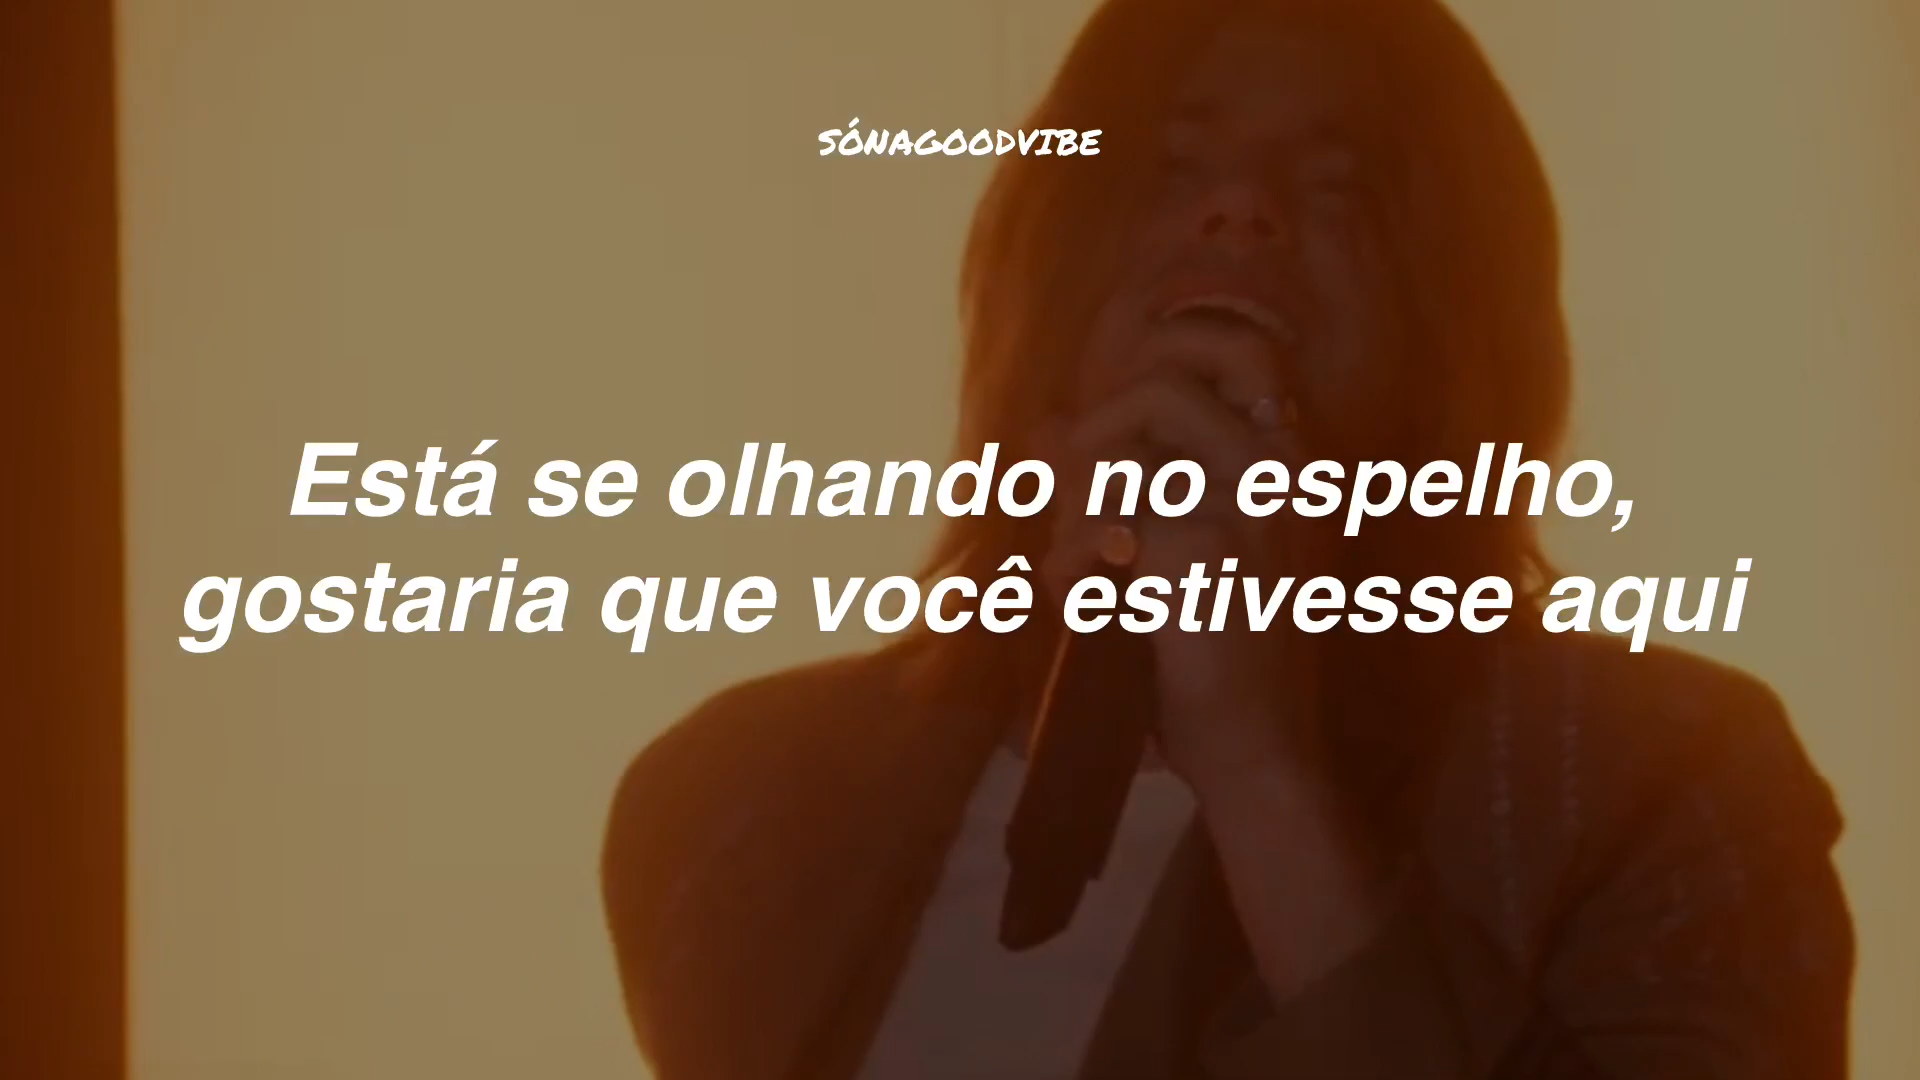 SÓNAGOODVIBE
Está se olhando no espelho,
gostaria que você estivesse aqui